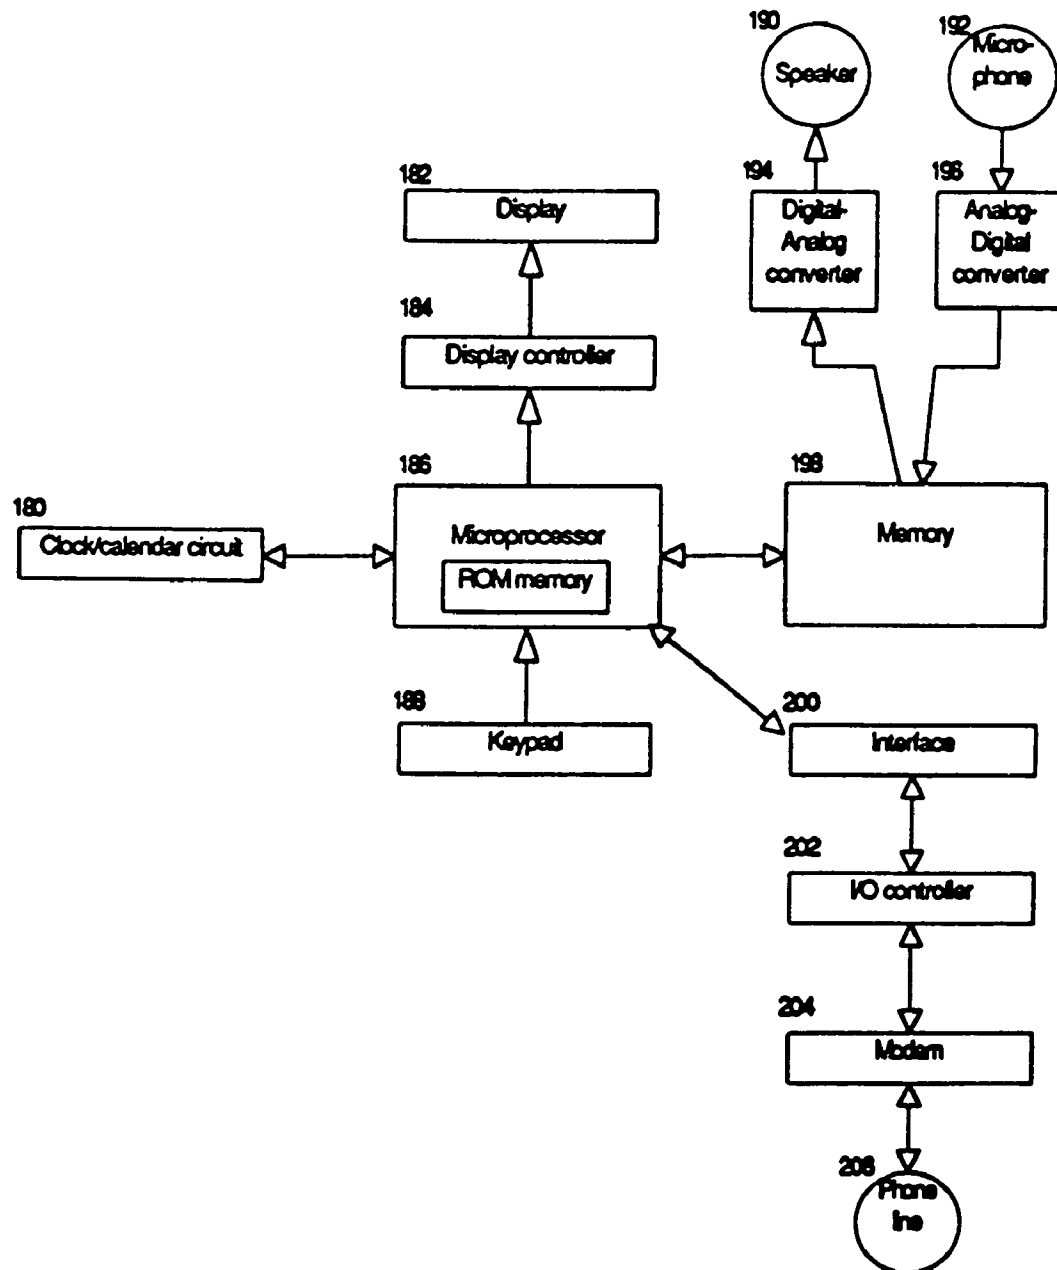 190
Speaker
192
Micro-
phone
182
Display
194
Digital-
Analog
converter
196
Analog-
Digital
converter
184
Display controller
186
Microprocessor
ROM memory
198
Memory
180
Clock/calendar circuit
188
Keypad
200
Interface
202
I/O controller
204
Modem
206
Phone
line